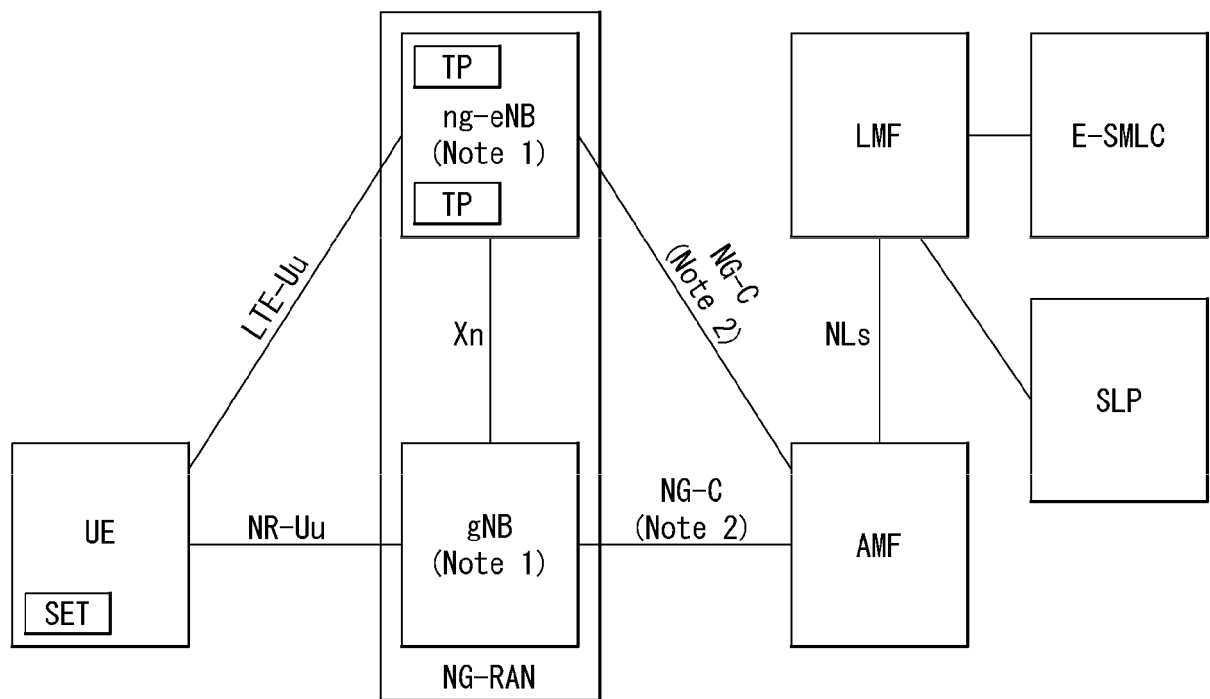 TP
ng-eNB
(Note 1)
TP
LMF
E-SMLC
LTE-Uu
Xn
NG-C
(Note 2)
NLs
SLP
UE
SET
NR-Uu
gNB
(Note 1)
NG-C
(Note 2)
AMF
NG-RAN